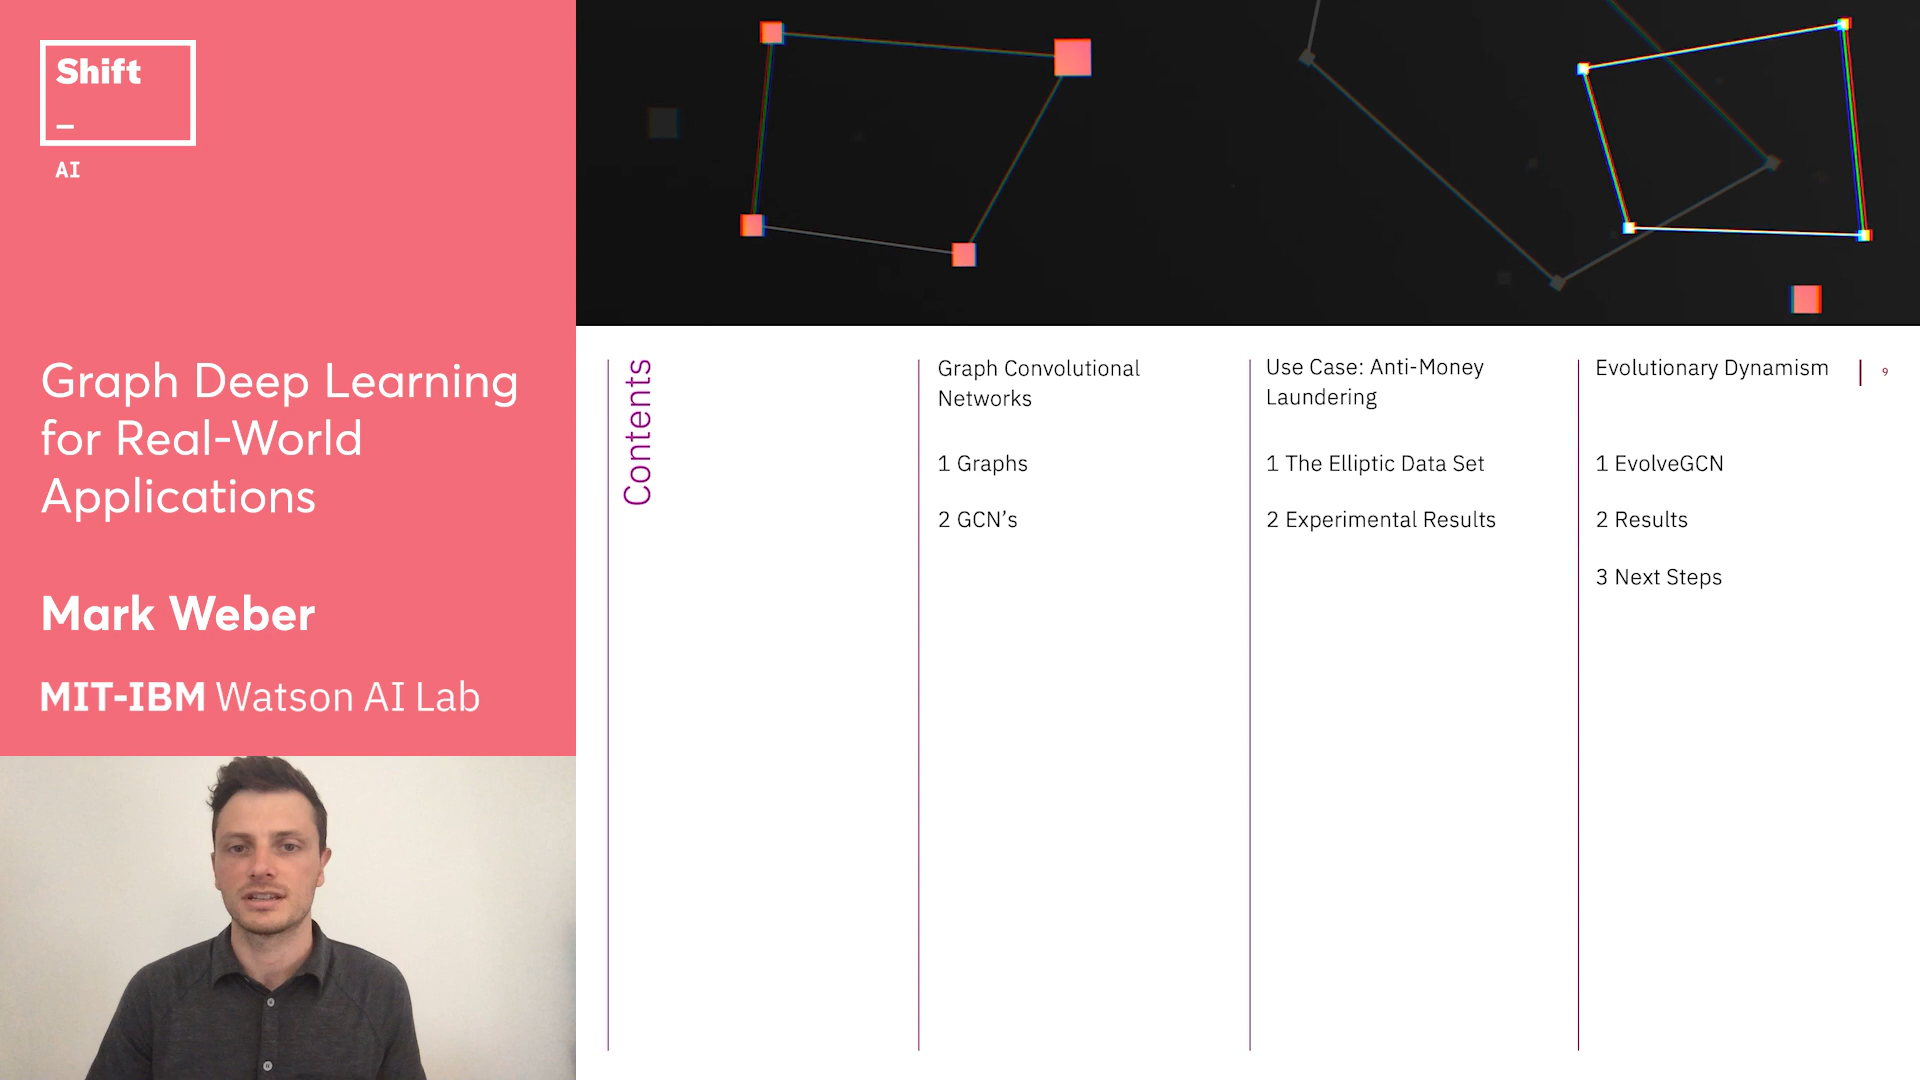 Shift
_
AI
Graph Deep Learning
for Real-World
Applications
Mark Weber
MIT-IBM Watson AI Lab
Contents
Graph Convolutional
Networks
1 Graphs
2 GCN’s
Use Case: Anti-Money
Laundering
1 The Elliptic Data Set
2 Experimental Results
Evolutionary Dynamism
1 EvolveGCN
2 Results
3 Next Steps
9